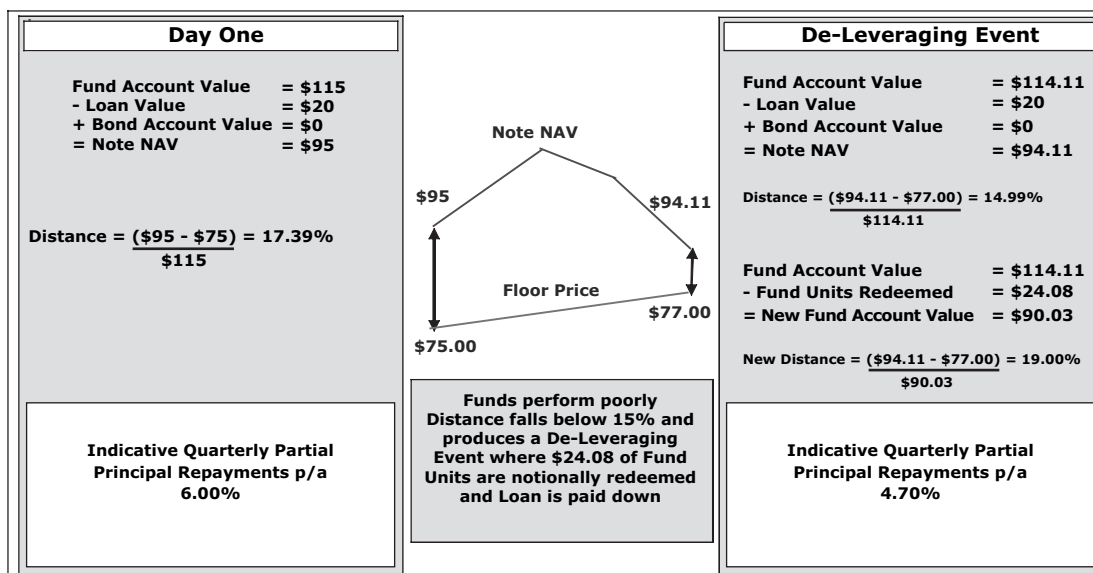 Day One
Fund Account Value = $115
- Loan Value = $20
+ Bond Account Value = $0
= Note NAV = $95
Distance = ($95 - $75) = 17.39%
$115
Indicative Quarterly Partial
Principal Repayments p/a
6.00%
Note NAV
$95
$94.11
Floor Price
$77.00
$75.00
Funds perform poorly
Distance falls below 15% and
produces a De-Leveraging
Event where $24.08 of Fund
Units are notionally redeemed
and Loan is paid down
De-Leveraging Event
Fund Account Value = $114.11
- Loan Value = $20
+ Bond Account Value = $0
= Note NAV = $94.11
Distance = ($94.11 - $77.00) = 14.99%
$114.11
Fund Account Value = $114.11
- Fund Units Redeemed = $24.08
= New Fund Account Value = $90.03
New Distance = ($94.11 - $77.00) = 19.00%
$90.03
Indicative Quarterly Partial
Principal Repayments p/a
4.70%